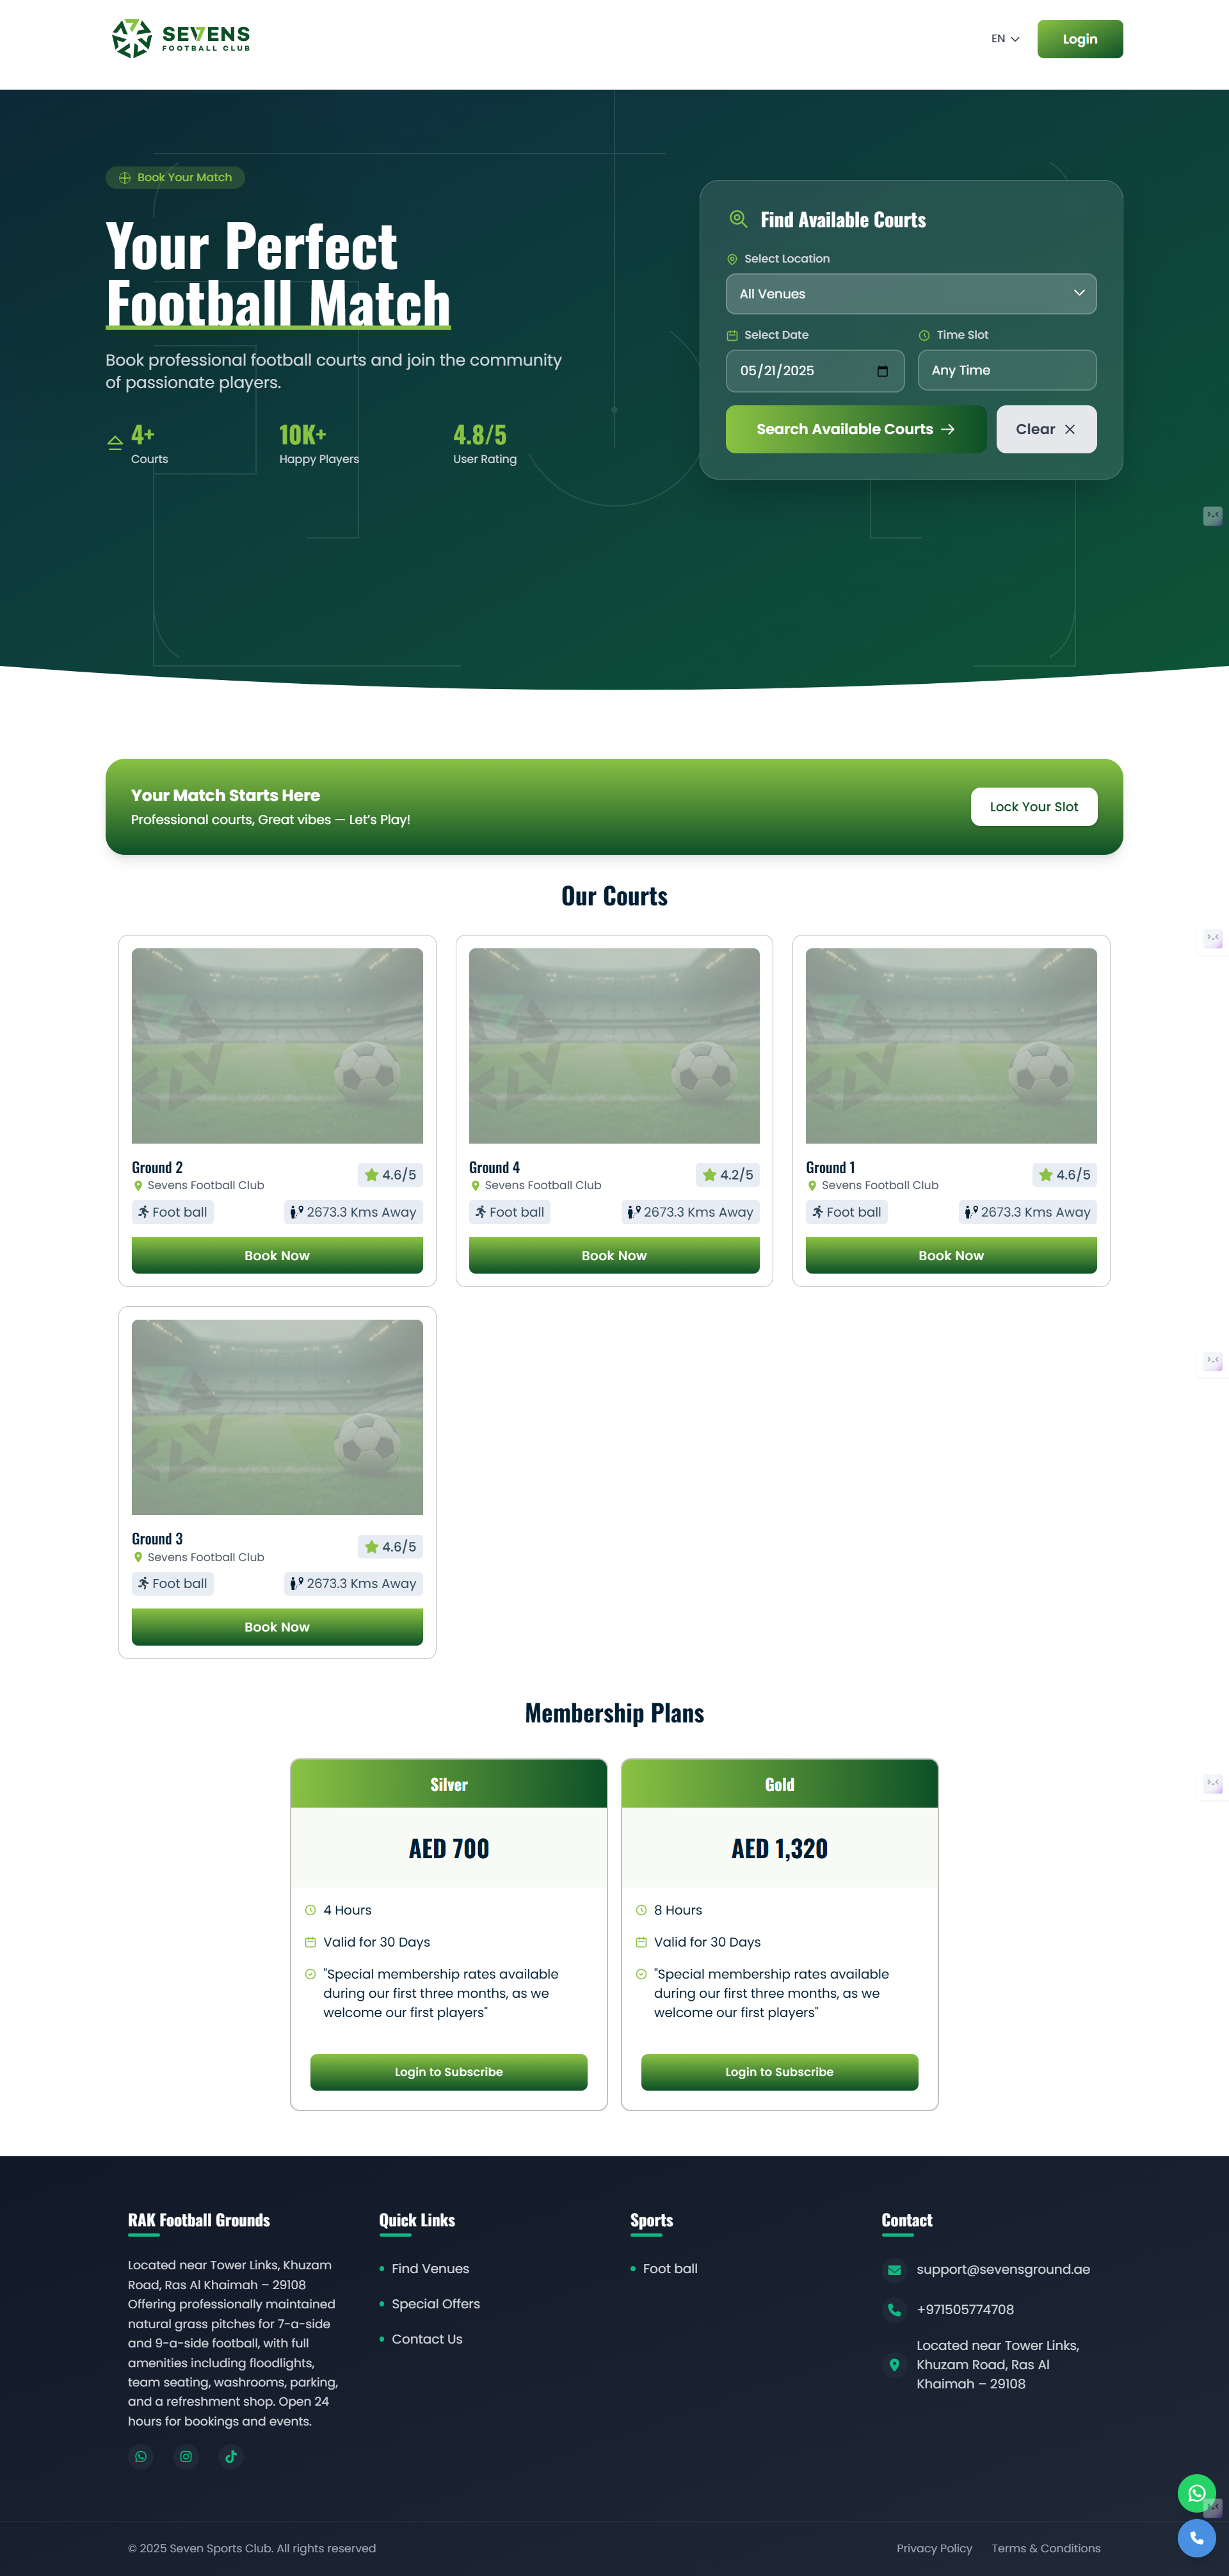 SEVENS
FOOTBALL CLUB
EN
Login
Book Your Match
Your Perfect
Football Match
Book professional football courts and join the community
of passionate players.
4+
Courts
10K+
Happy Players
4.8/5
User Rating
Find Available Courts
Select Location
All Venues
Select Date
Time Slot
05/21/2025
Any Time
Search Available Courts
Clear
Your Match Starts Here
Professional courts, Great vibes — Let's Play!
Lock Your Slot
Our Courts
Ground 2
Sevens Football Club
4.6/5
Foot ball
2673.3 Kms Away
Book Now
Ground 4
Sevens Football Club
4.2/5
Foot ball
2673.3 Kms Away
Book Now
Ground 1
Sevens Football Club
4.6/5
Foot ball
2673.3 Kms Away
Book Now
Ground 3
Sevens Football Club
4.6/5
Foot ball
2673.3 Kms Away
Book Now
Membership Plans
Silver
AED 700
4 Hours
Valid for 30 Days
"Special membership rates available
during our first three months, as we
welcome our first players"
Login to Subscribe
Gold
AED 1,320
8 Hours
Valid for 30 Days
"Special membership rates available
during our first three months, as we
welcome our first players"
Login to Subscribe
RAK Football Grounds
Located near Tower Links, Khuzam
Road, Ras Al Khaimah – 29108
Offering professionally maintained
natural grass pitches for 7-a-side
and 9-a-side football, with full
amenities including floodlights,
team seating, washrooms, parking,
and a refreshment shop. Open 24
hours for bookings and events.
Quick Links
Find Venues
Special Offers
Contact Us
Sports
Foot ball
Contact
support@sevensground.ae
+971505774708
Located near Tower Links,
Khuzam Road, Ras Al
Khaimah – 29108
© 2025 Seven Sports Club. All rights reserved
Privacy Policy
Terms & Conditions